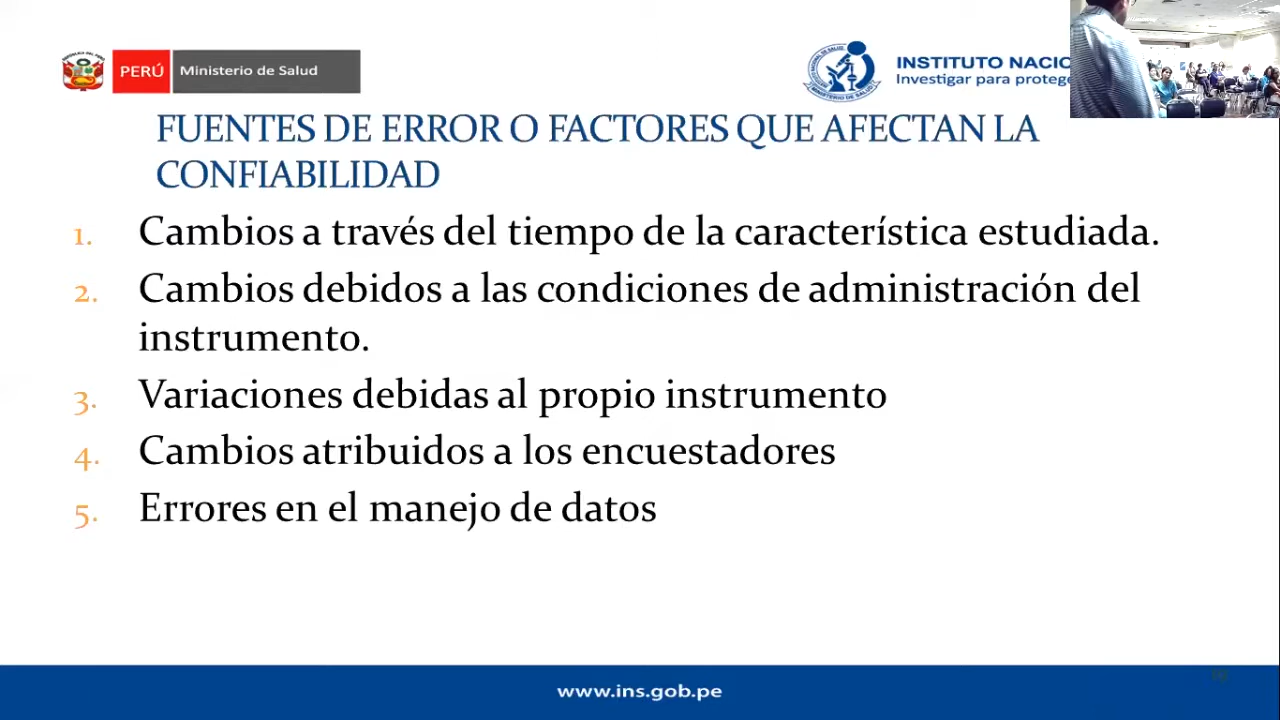 PERÚ Ministerio de Salud
INSTITUTO NACIO
Investigar para protege
FUENTES DE ERROR O FACTORES QUE AFECTAN LA
CONFIABILIDAD
1. Cambios a través del tiempo de la característica estudiada.
2. Cambios debidos a las condiciones de administración del
instrumento.
3. Variaciones debidas al propio instrumento
4. Cambios atribuidos a los encuestadores
5. Errores en el manejo de datos
www.ins.gob.pe